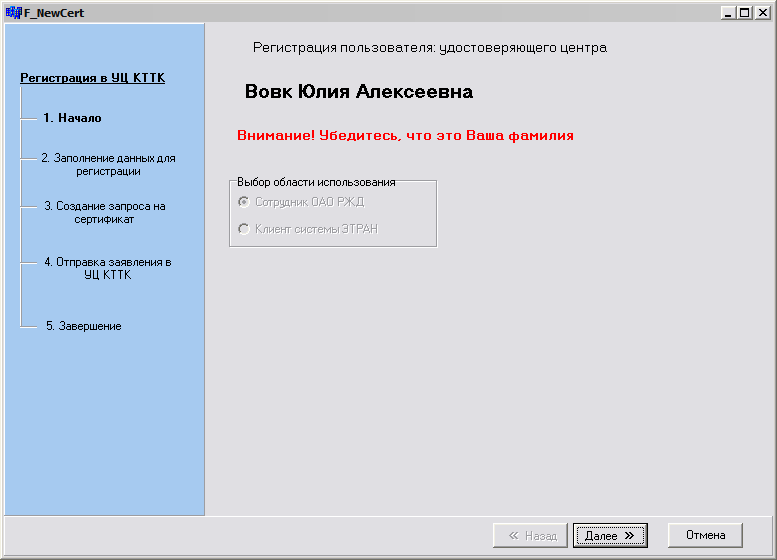 F_NewCert
Регистрация в УЦ КТТК
1. Начало
2. Заполнение данных для
регистрации
3. Создание запроса на
сертификат
4. Отправка заявления в
УЦ КТТК
5. Завершение
Регистрация пользователя: удостоверяющего центра
Вовк Юлия Алексеевна
Внимание! Убедитесь, что это Ваша фамилия
Выбор области использования
Сотрудник ОАО РЖД
Клиент системы ЭТРАН
« Назад
Далее »
Отмена